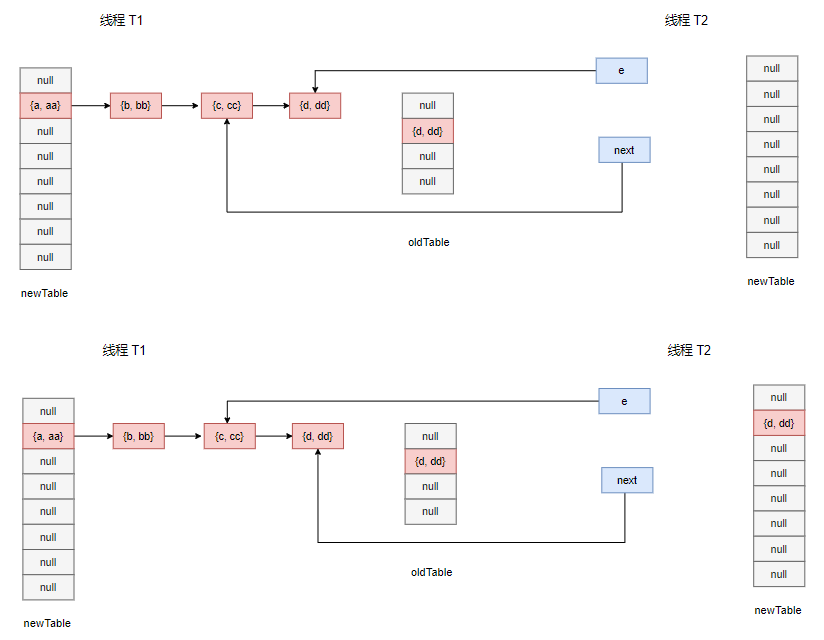 线程 T1
线程 T2
e
null
{a, aa}
null
null
null
null
null
null
{b, bb}
{c, cc}
{d, dd}
null
{d, dd}
null
null
next
null
null
null
null
null
null
null
null
oldTable
newTable
newTable
线程 T1
线程 T2
e
null
{a, aa}
null
null
null
null
null
null
{b, bb}
{c, cc}
{d, dd}
null
{d, dd}
null
null
next
null
{d, dd}
null
null
null
null
null
null
oldTable
newTable
newTable